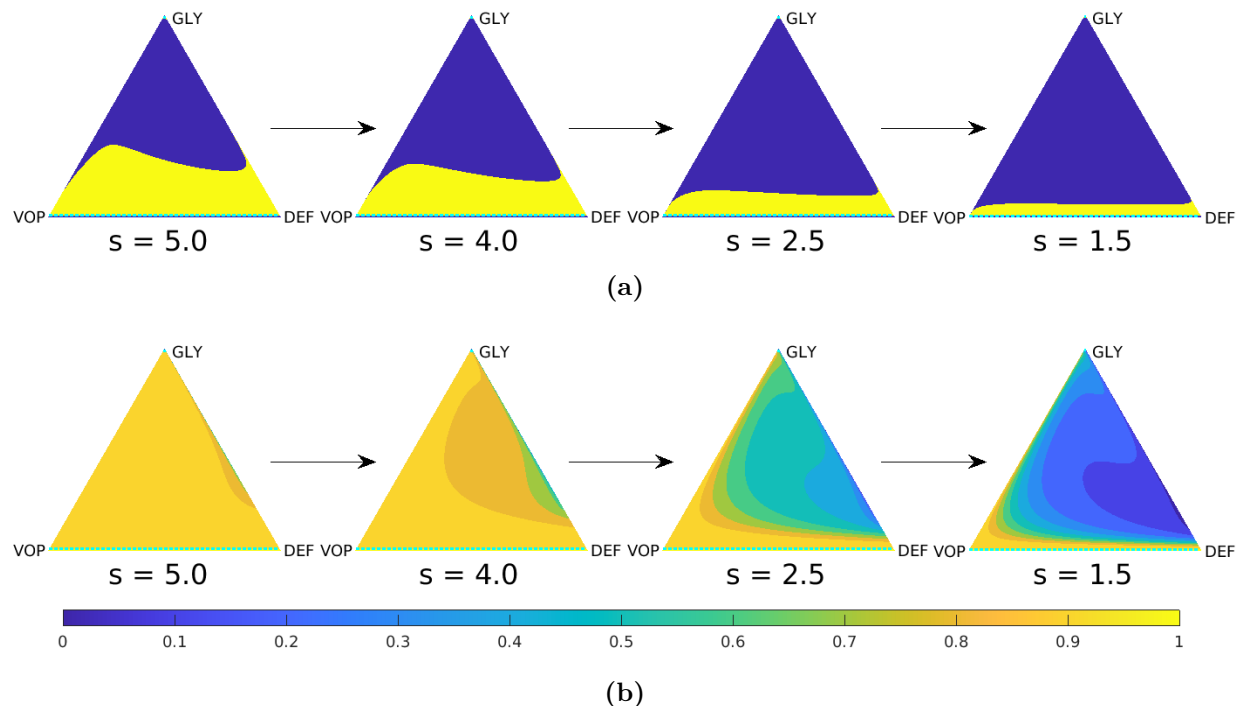 GLY GLY GLY GLY
VOP DEF VOP DEF VOP DEF VOP DEF
s = 5.0 s = 4.0 s = 2.5 s = 1.5
(a)
GLY GLY GLY GLY
VOP DEF VOP DEF VOP DEF VOP DEF
s = 5.0 s = 4.0 s = 2.5 s = 1.5
0 0.1 0.2 0.3 0.4 0.5 0.6 0.7 0.8 0.9 1
(b)